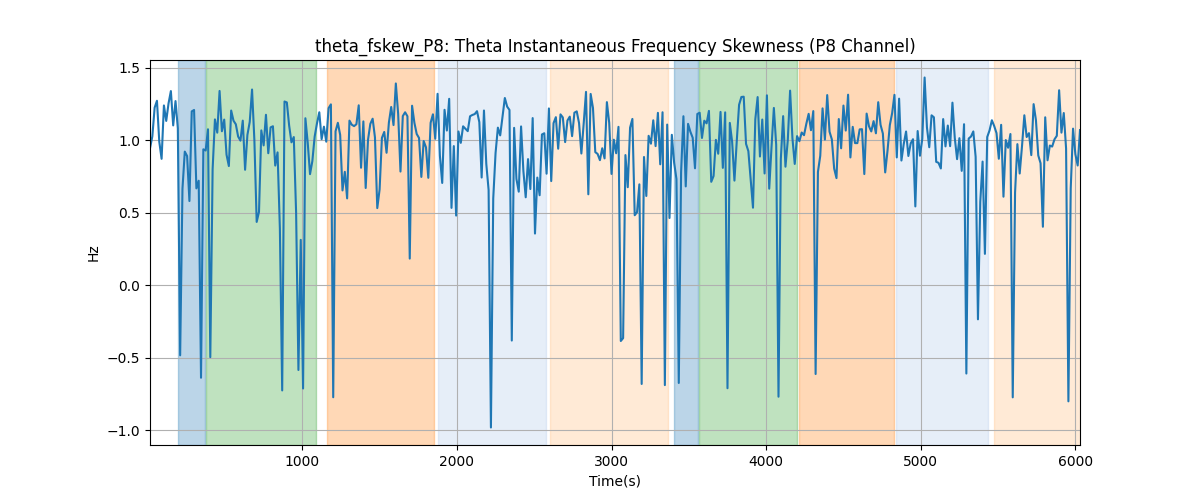 theta_fskew_P8: Theta Instantaneous Frequency Skewness (P8 Channel)
1.5
1.0
0.5
0.0
−0.5
−1.0
Hz
1000 2000 3000 4000 5000 6000
Time(s)